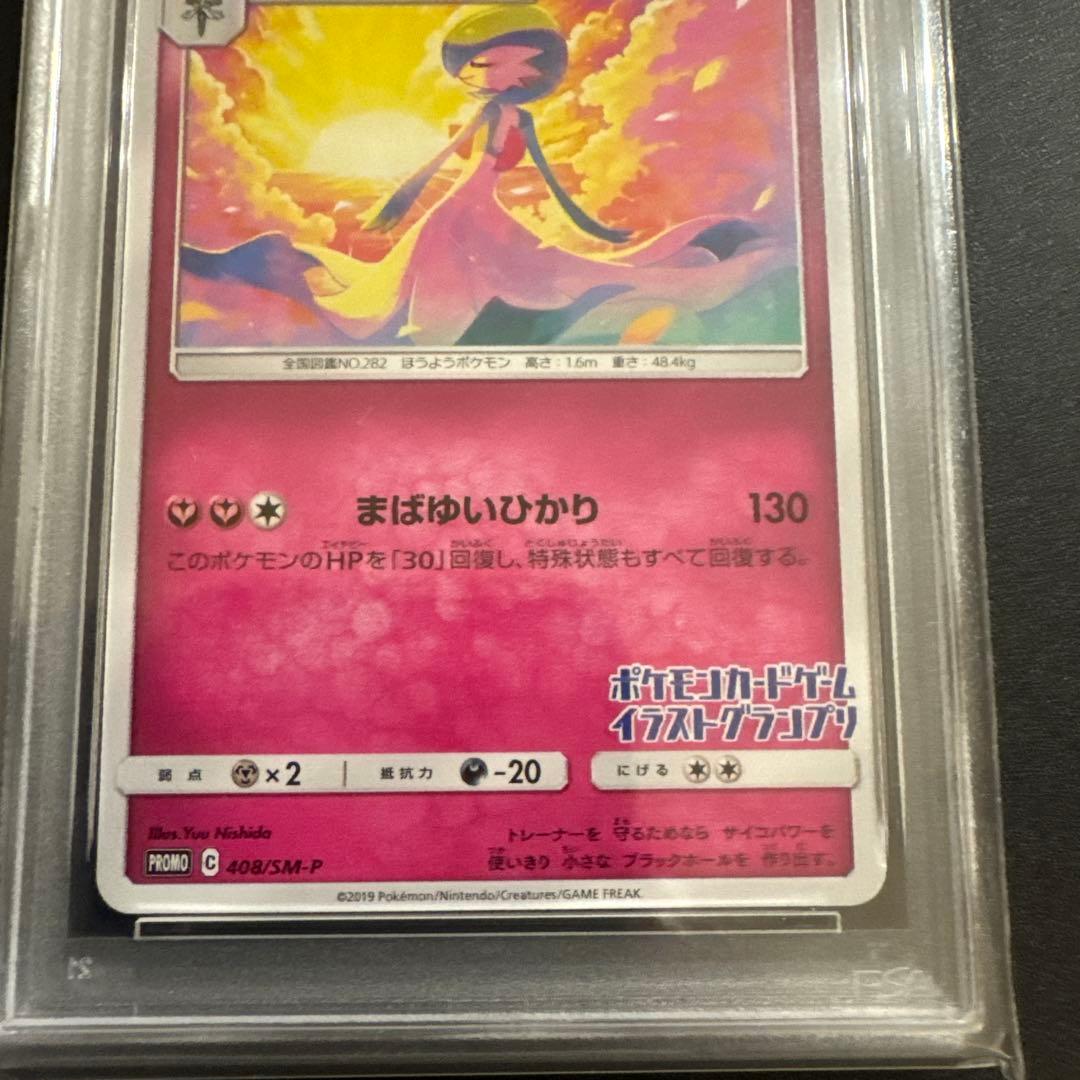 全国図鑑NO.282 ほうようポケモン 高さ:1.6m 重さ:48.4kg
まばゆいひかり 130
このポケモンのHPを「30」回復し、特殊状態もすべて回復する。
ポケモンカードゲーム
イラストグランプリ
弱点 ×2 抵抗力 -20 にげる
Illus.Yuu Nishida
トレーナーを 守るためなら サイコパワーを
使いきり 小さな ブラックホールを 作り出す。
PROMO C 408/SM-P
©2019 Pokémon/Nintendo/Creatures/GAME FREAK